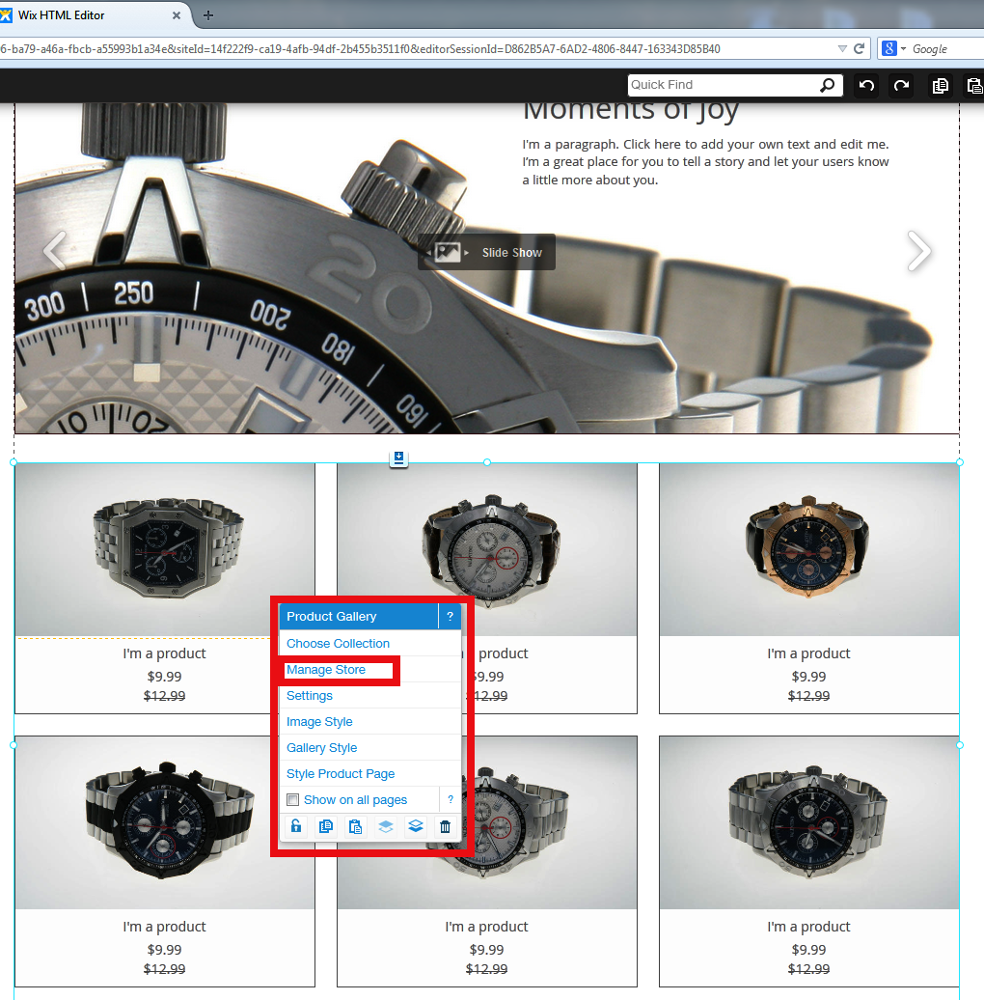 Wix HTML Editor
6-ba79-a46a-fbcb-a55993b1a34e&siteId=14f222f9-ca19-4afb-94df-2b455b3511f0&editorSessionId=D862B5A7-6AD2-4806-8447-163343D85B40
Google
Quick Find
Moments of Joy
I'm a paragraph. Click here to add your own text and edit me.
I'm a great place for you to tell a story and let your users know
a little more about you.
Slide Show
20
300 250 200 180 160
20
Product Gallery ?
Choose Collection
Manage Store
Settings
Image Style
Gallery Style
Style Product Page
Show on all pages ?
I'm a product
$9.99
$12.99
product
$9.99
$12.99
I'm a product
$9.99
$12.99
I'm a product
$9.99
$12.99
I'm a product
$9.99
$12.99
I'm a product
$9.99
$12.99